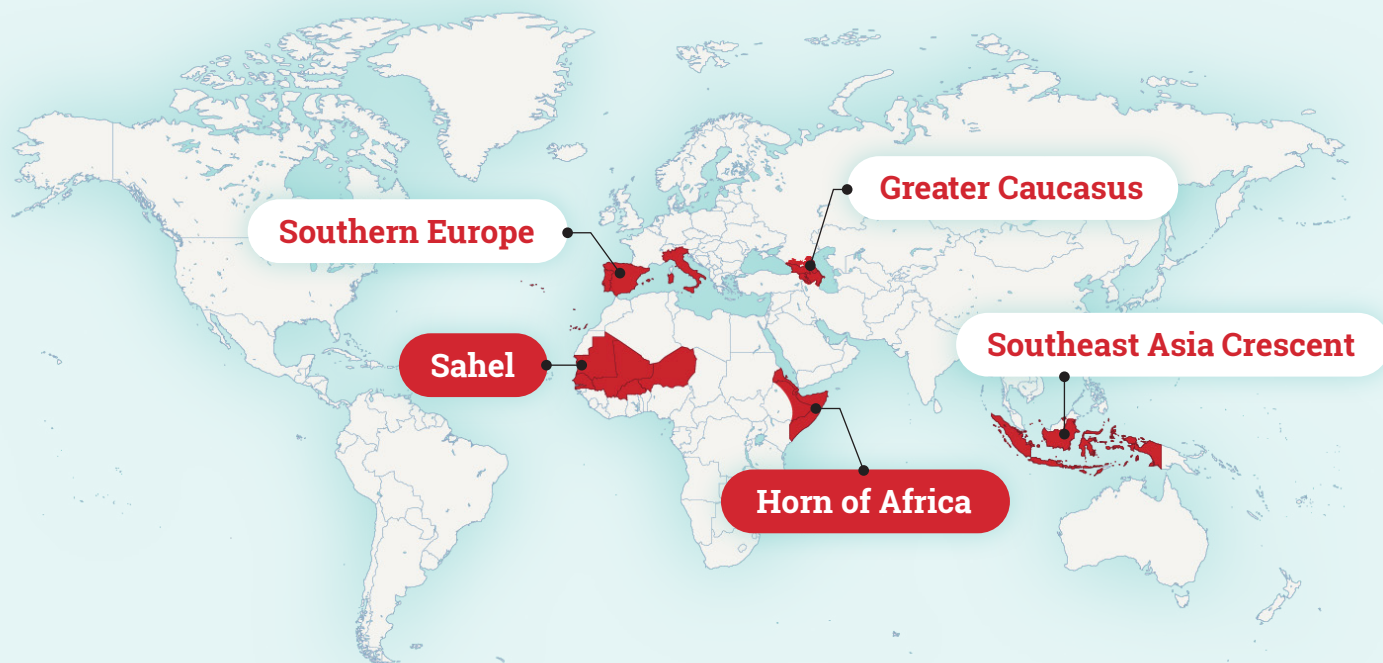 Greater Caucasus
Southern Europe
Southeast Asia Crescent
Sahel
Horn of Africa